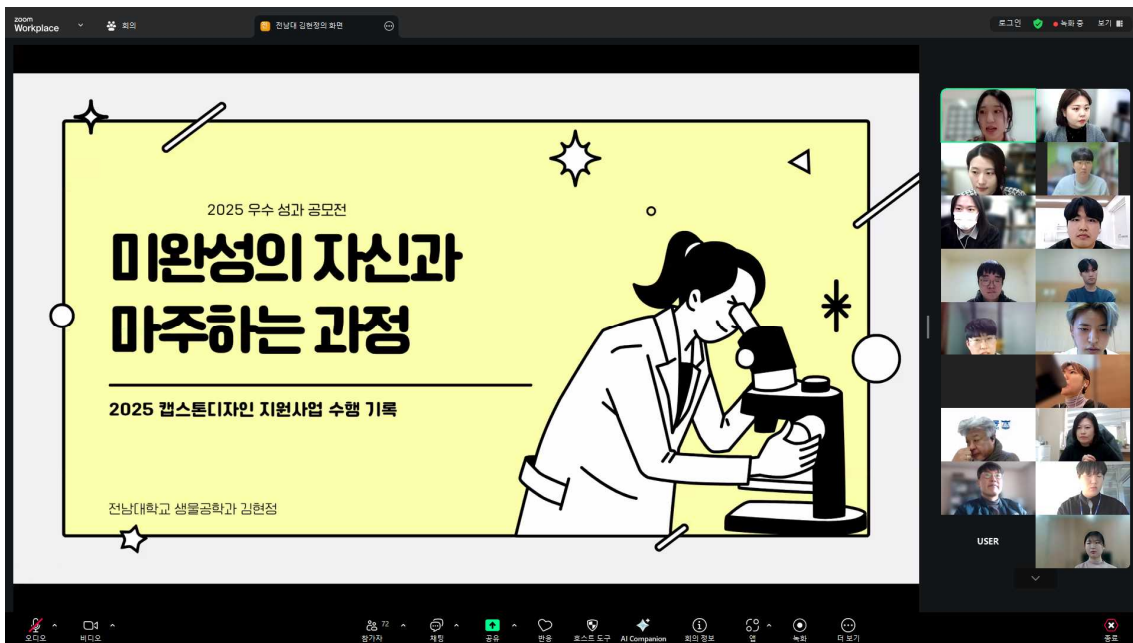 zoom
Workplace
회의
전남대 김현정의 화면
로그인
녹화 중
보기
2025 우수 성과 공모전
미완성의 자신과
마주하는 과정
2025 캡스톤디자인 지원사업 수행 기록
전남대학교 생물공학과 김현정
USER
오디오
비디오
72
참가자
채팅
공유
반응
호스트 도구
AI Companion
회의 정보
앱
녹화
더 보기
종료